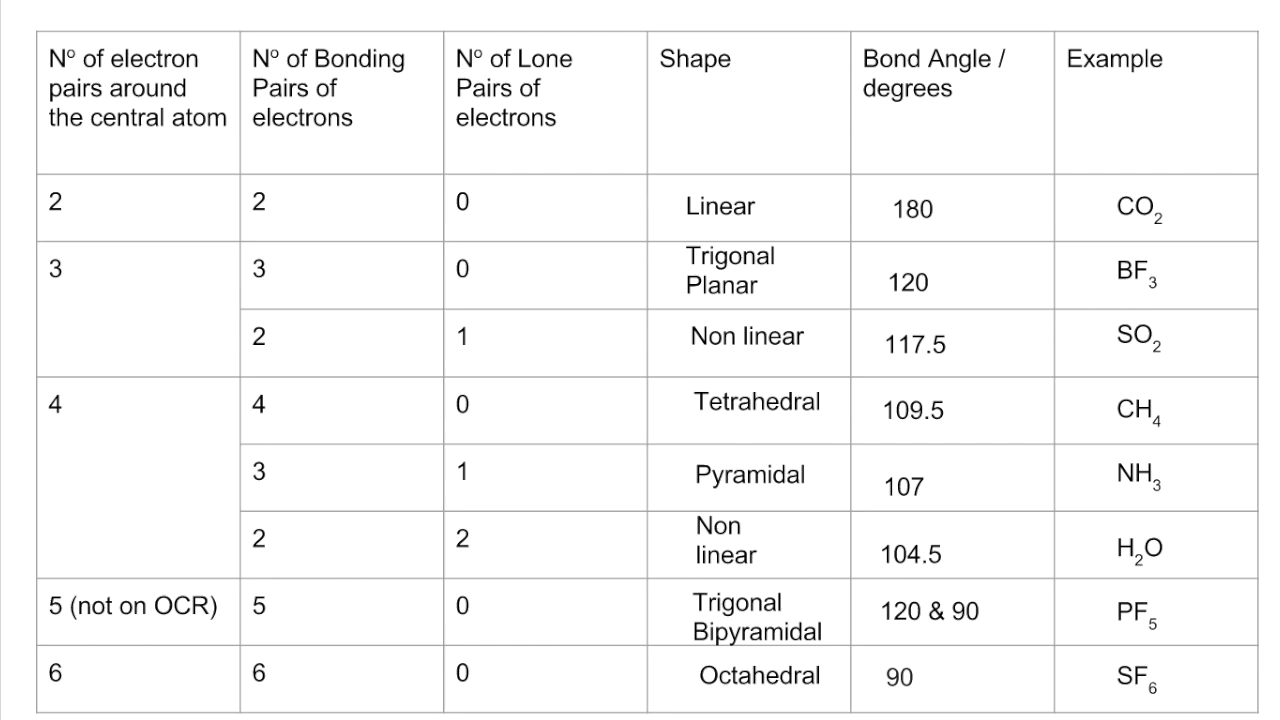 Nº of electron pairs around the central atom | Nº of Bonding Pairs of electrons | Nº of Lone Pairs of electrons | Shape | Bond Angle / degrees | Example
2 | 2 | 0 | Linear | 180 | CO₂
3 | 3 | 0 | Trigonal Planar | 120 | BF₃
2 | 1 | Non linear | 117.5 | SO₂
4 | 4 | 0 | Tetrahedral | 109.5 | CH₄
3 | 1 | Pyramidal | 107 | NH₃
2 | 2 | Non linear | 104.5 | H₂O
5 (not on OCR) | 5 | 0 | Trigonal Bipyramidal | 120 & 90 | PF₅
6 | 6 | 0 | Octahedral | 90 | SF₆